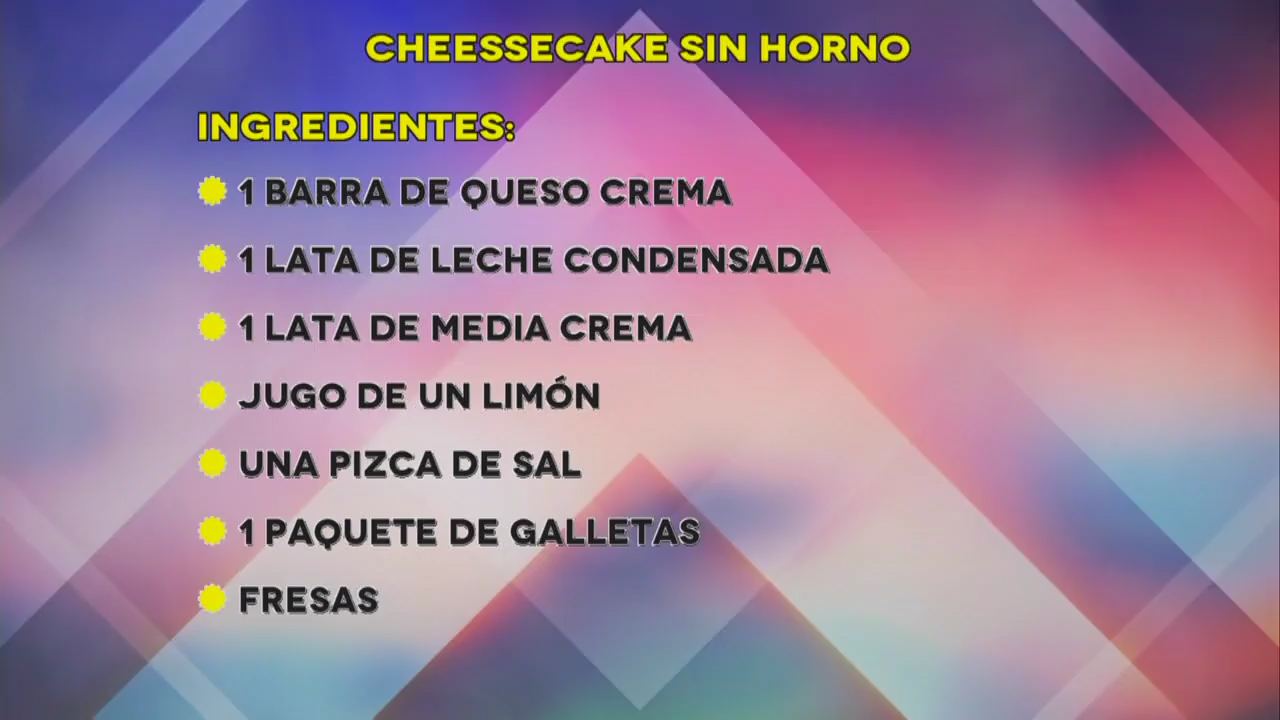 CHEESSECAKE SIN HORNO
INGREDIENTES:
1 BARRA DE QUESO CREMA
1 LATA DE LECHE CONDENSADA
1 LATA DE MEDIA CREMA
JUGO DE UN LIMÓN
UNA PIZCA DE SAL
1 PAQUETE DE GALLETAS
FRESAS